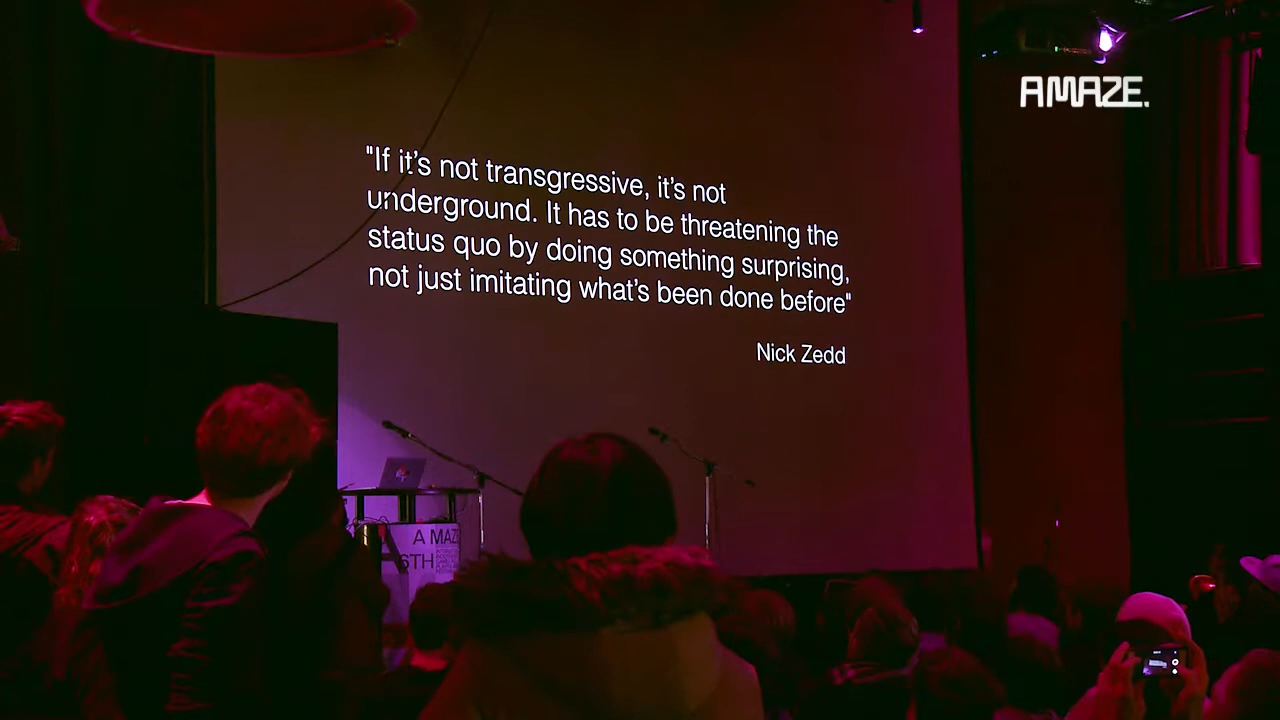 AMAZE.
"If it's not transgressive, it's not
underground. It has to be threatening the
status quo by doing something surprising,
not just imitating what's been done before"
Nick Zedd
A MAZ
6TH